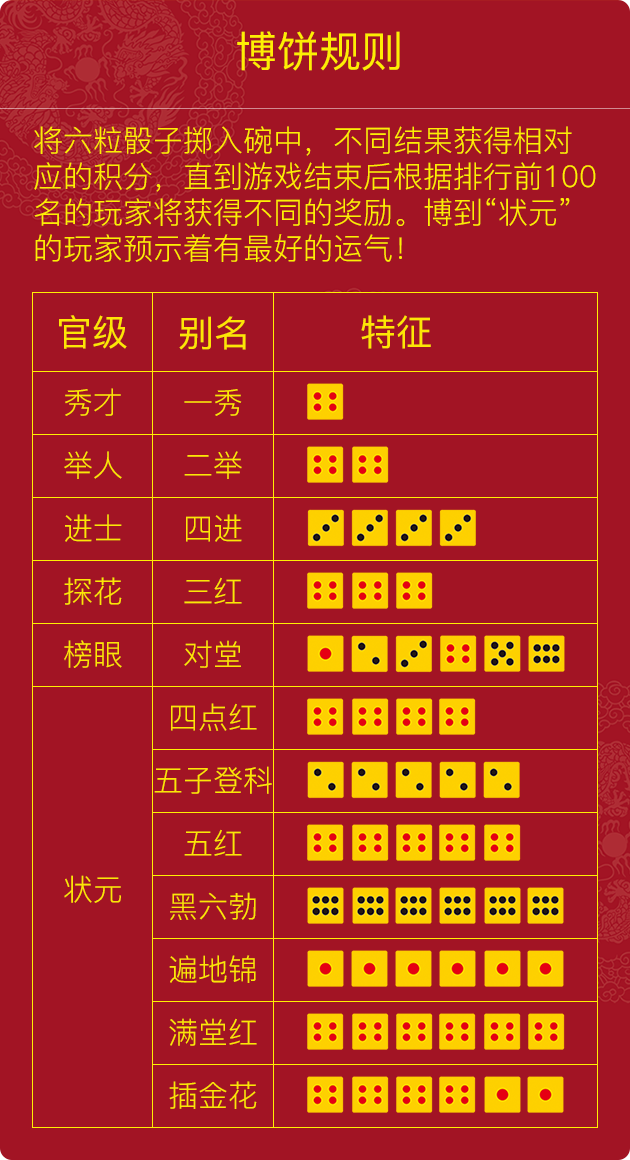 博饼规则
将六粒骰子掷入碗中，不同结果获得相对
应的积分，直到游戏结束后根据排行前100
名的玩家将获得不同的奖励。博到“状元”
的玩家预示着有最好的运气！
官级 别名 特征
秀才 一秀
举人 二举
进士 四进
探花 三红
榜眼 对堂
状元
四点红
五子登科
五红
黑六勃
遍地锦
满堂红
插金花